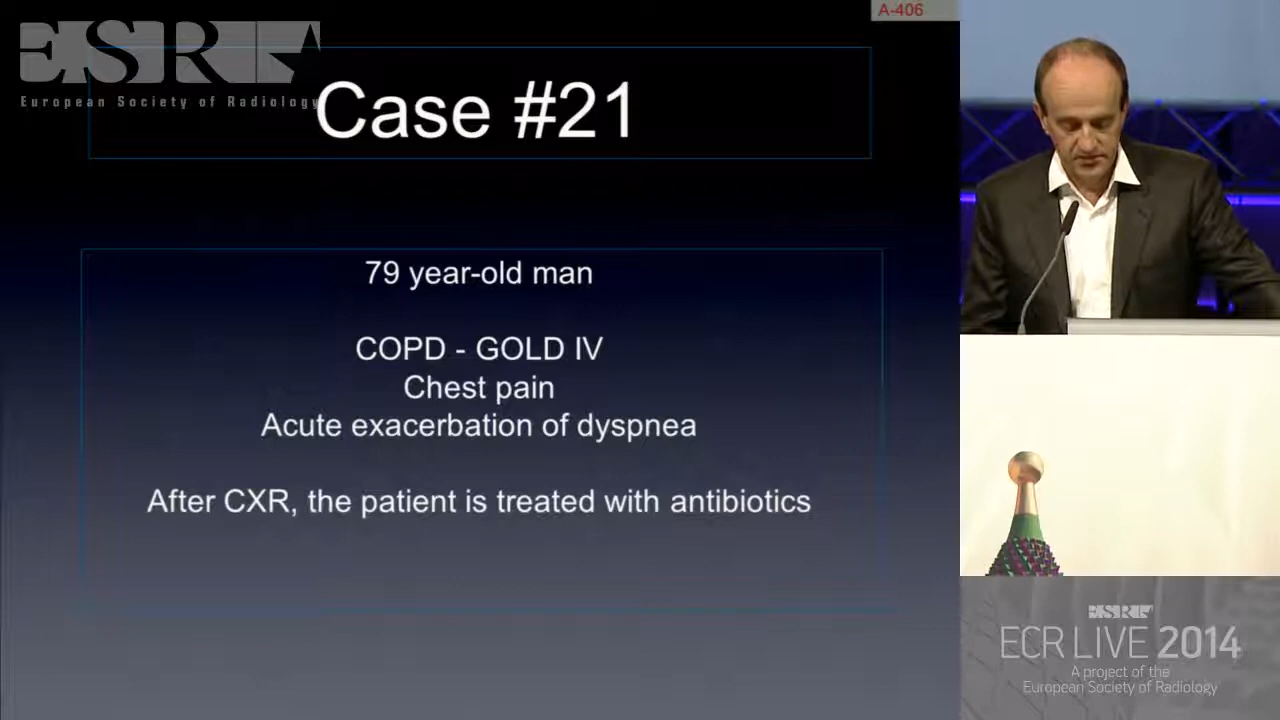 A-406
ESR
European Society of Radiology
Case #21
79 year-old man
COPD - GOLD IV
Chest pain
Acute exacerbation of dyspnea
After CXR, the patient is treated with antibiotics
ESR
ECR LIVE 2014
A project of the
European Society of Radiology